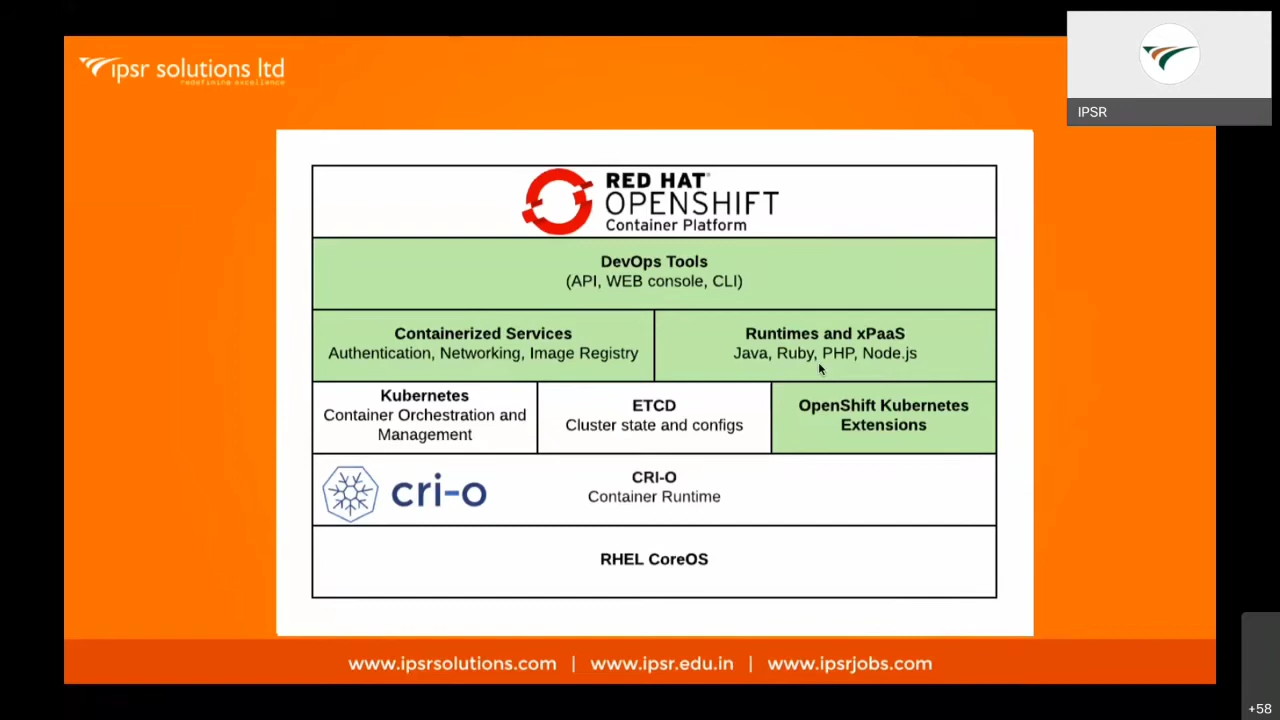 ipsr solutions ltd
redefining excellence
IPSR
RED HAT®
OPENSHIFT
Container Platform
DevOps Tools
(API, WEB console, CLI)
Containerized Services
Authentication, Networking, Image Registry
Runtimes and xPaaS
Java, Ruby, PHP, Node.js
Kubernetes
Container Orchestration and
Management
ETCD
Cluster state and configs
OpenShift Kubernetes
Extensions
cri-o
CRI-O
Container Runtime
RHEL CoreOS
www.ipsrsolutions.com | www.ipsr.edu.in | www.ipsrjobs.com
+58